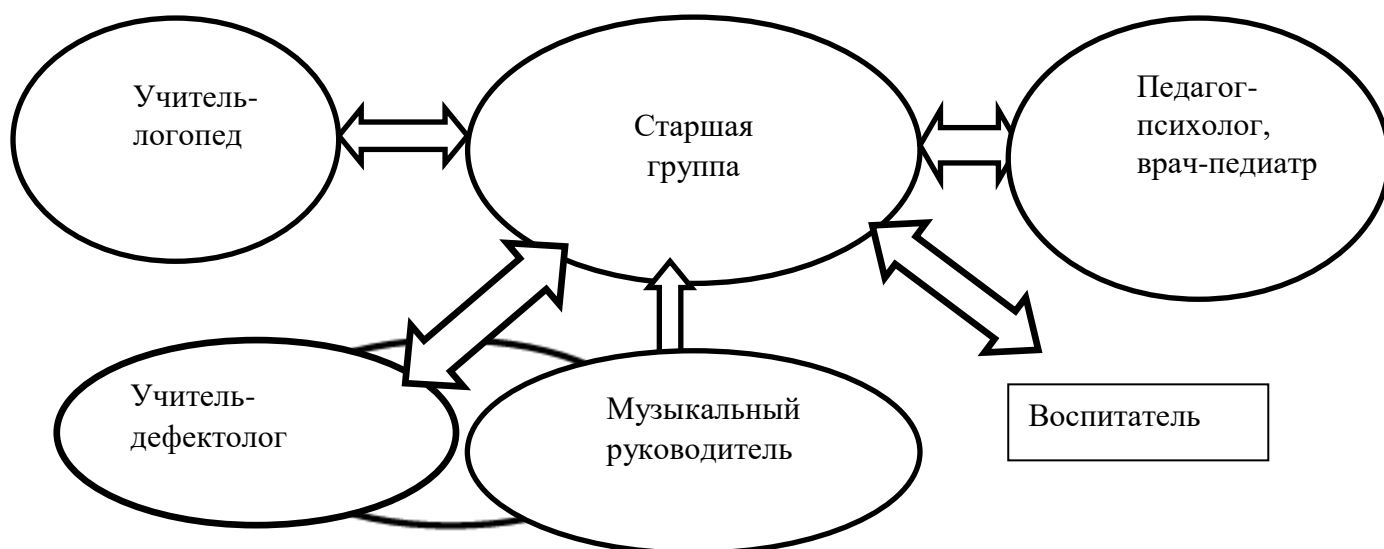 Учитель-
логопед
Старшая
группа
Педагог-
психолог,
врач-педиатр
Учитель-
дефектолог
Музыкальный
руководитель
Воспитатель